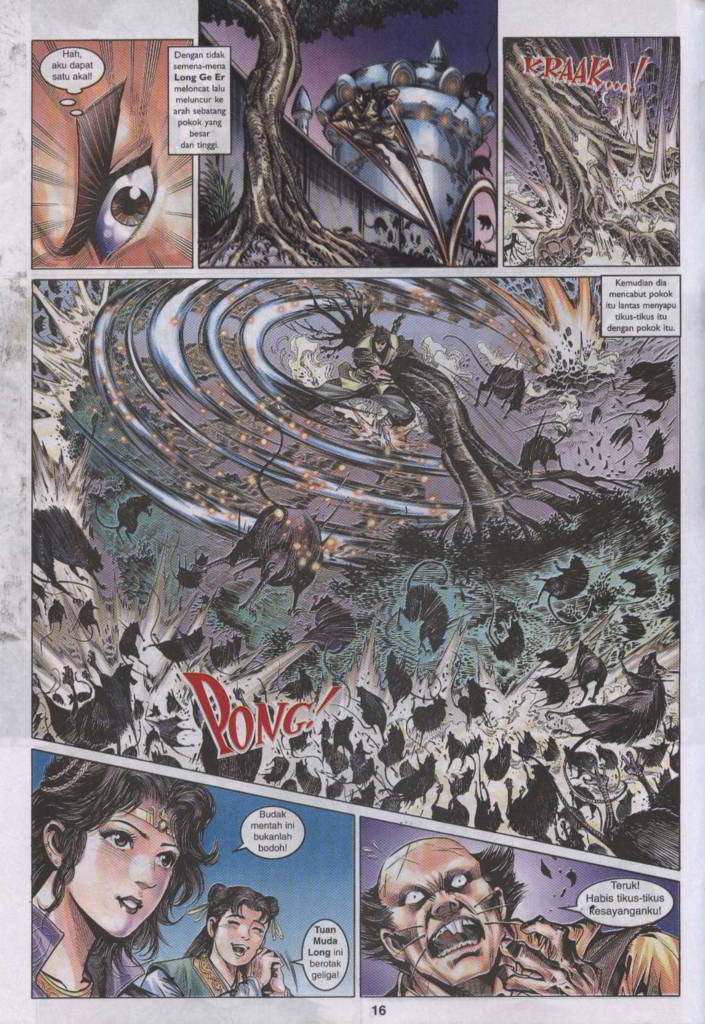 Hah,
aku dapat
satu akal!
Dengan tidak
semena-mena
Long Ge Er
meloncat lalu
meluncur ke
arah sebatang
pokok yang
besar
dan tinggi.
KRAAK...!
Kemudian dia
mencabut pokok
itu lantas menyapu
tikus-tikus itu
dengan pokok itu.
PONG!
Budak
mentah ini
bukanlah
bodoh!
Tuan
Muda
Long ini
berotak
geliga!
Teruk!
Habis tikus-tikus
kesayanganku!
16